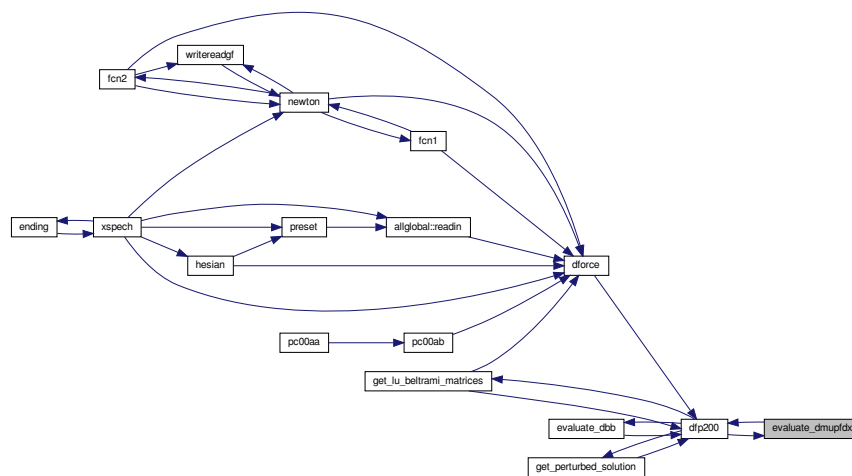 writereadgf
fcn2
newton
fcn1
ending
xspech
preset
allglobal::readin
hesian
dforce
pc00aa
pc00ab
get_lu_beltrami_matrices
evaluate_dbb
dfp200
evaluate_dmupfdx
get_perturbed_solution